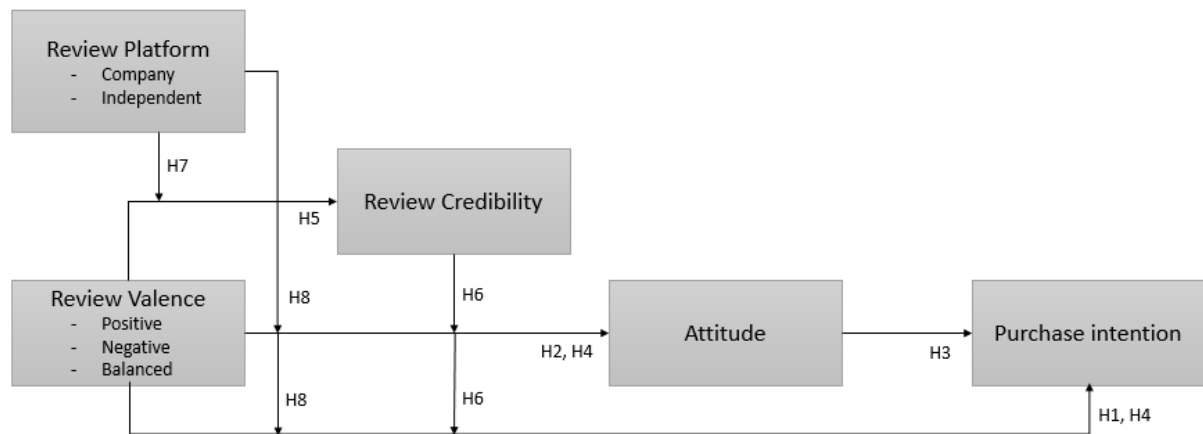 Review Platform
- Company
- Independent
H7
Review Credibility
H5
Review Valence
- Positive
- Negative
- Balanced
H8
H6
H2, H4
Attitude
H3
Purchase intention
H8
H6
H1, H4